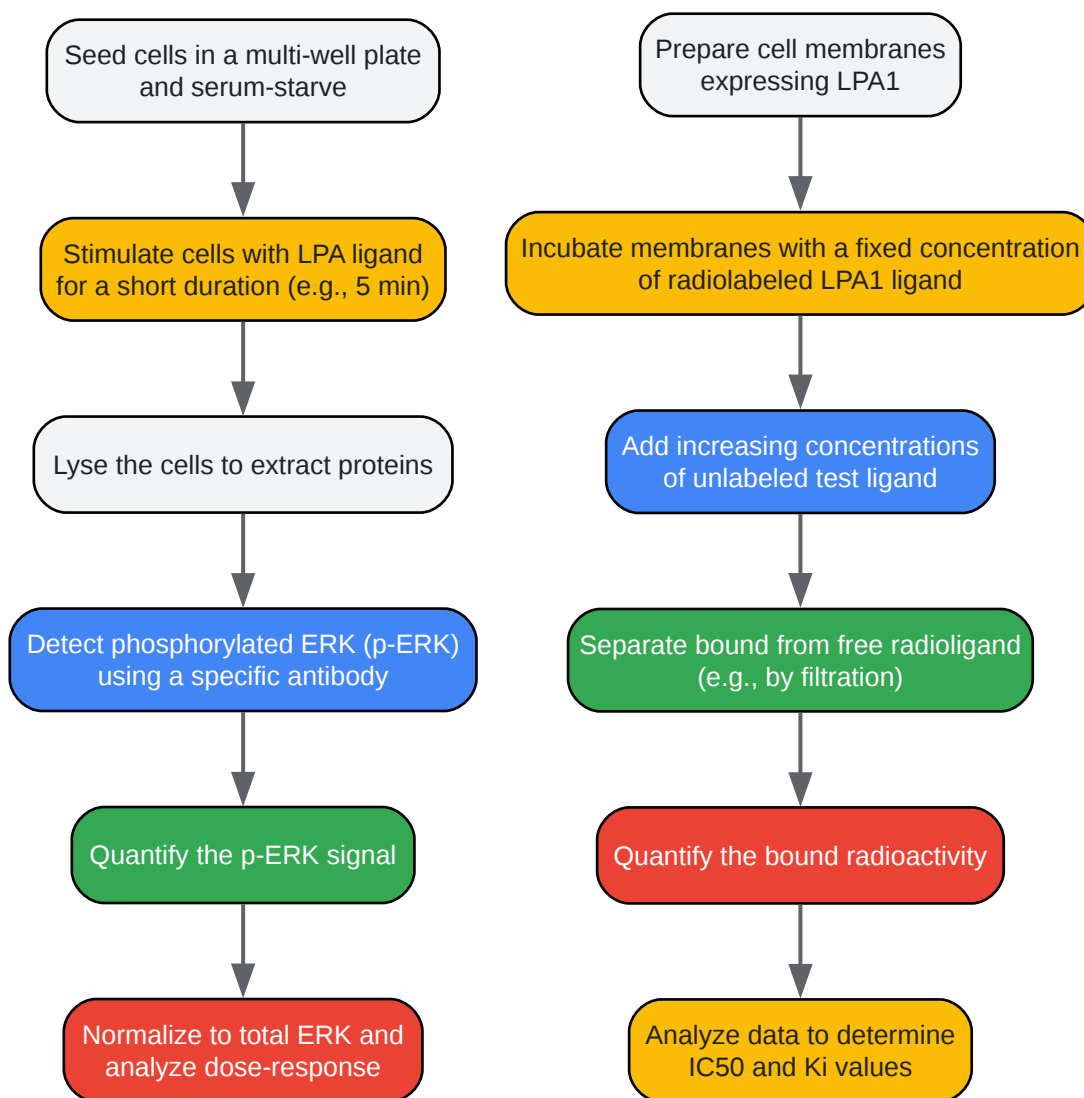 Seed cells in a multi-well plate
and serum-starve
Stimulate cells with LPA ligand
for a short duration (e.g., 5 min)
Lyse the cells to extract proteins
Detect phosphorylated ERK (p-ERK)
using a specific antibody
Quantify the p-ERK signal
Normalize to total ERK and
analyze dose-response
Prepare cell membranes
expressing LPA1
Incubate membranes with a fixed concentration
of radiolabeled LPA1 ligand
Add increasing concentrations
of unlabeled test ligand
Separate bound from free radioligand
(e.g., by filtration)
Quantify the bound radioactivity
Analyze data to determine
IC50 and Ki values